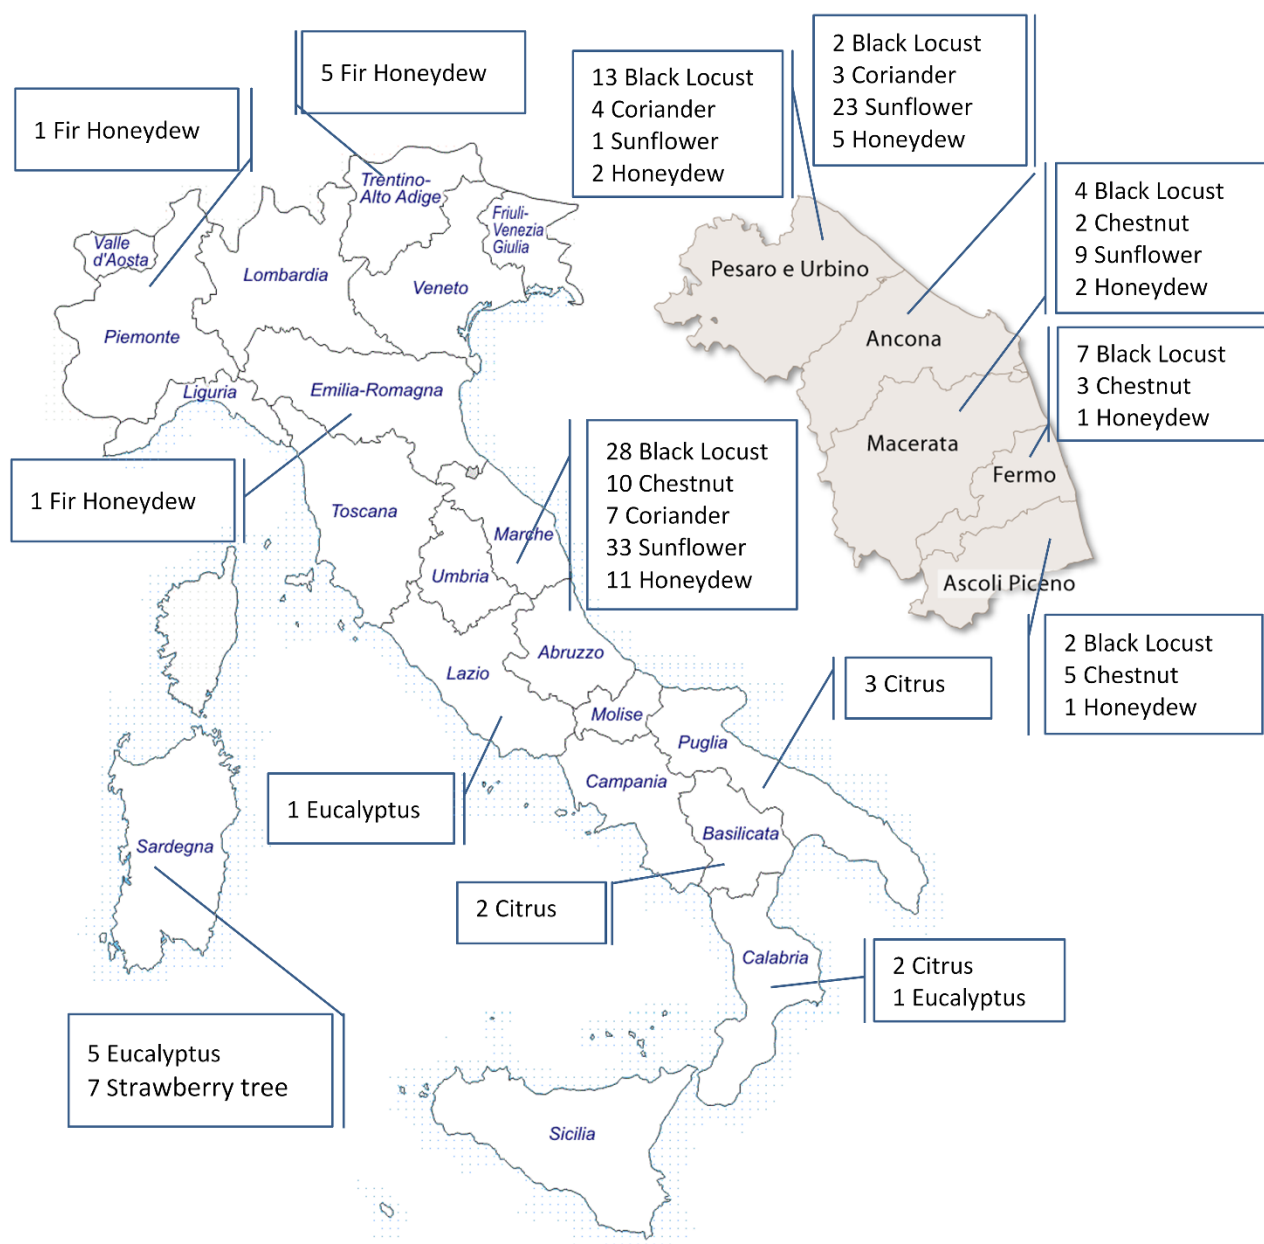 5 Fir Honeydew
1 Fir Honeydew
13 Black Locust
4 Coriander
1 Sunflower
2 Honeydew
2 Black Locust
3 Coriander
23 Sunflower
5 Honeydew
4 Black Locust
2 Chestnut
9 Sunflower
2 Honeydew
7 Black Locust
3 Chestnut
1 Honeydew
Trentino-
Alto Adige
Friuli-
Venezia
Giulia
Valle
d'Aosta
Lombardia
Veneto
Piemonte
Liguria
Emilia-Romagna
Pesaro e Urbino
Ancona
Macerata
Fermo
Ascoli Piceno
1 Fir Honeydew
28 Black Locust
10 Chestnut
7 Coriander
33 Sunflower
11 Honeydew
Toscana
Marche
Umbria
Lazio
Abruzzo
Molise
Puglia
Campania
Basilicata
Sardegna
Calabria
Sicilia
2 Black Locust
5 Chestnut
1 Honeydew
3 Citrus
1 Eucalyptus
2 Citrus
2 Citrus
1 Eucalyptus
5 Eucalyptus
7 Strawberry tree